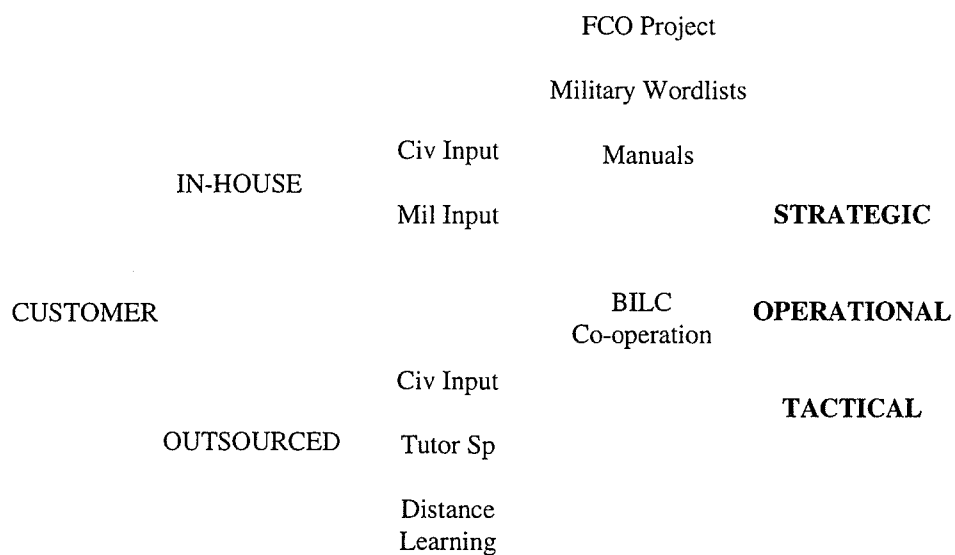 FCO Project
Military Wordlists
Civ Input
Manuals
IN-HOUSE
Mil Input
STRATEGIC
CUSTOMER
BILC
Co-operation
OPERATIONAL
Civ Input
TACTICAL
OUTSOURCED
Tutor Sp
Distance
Learning